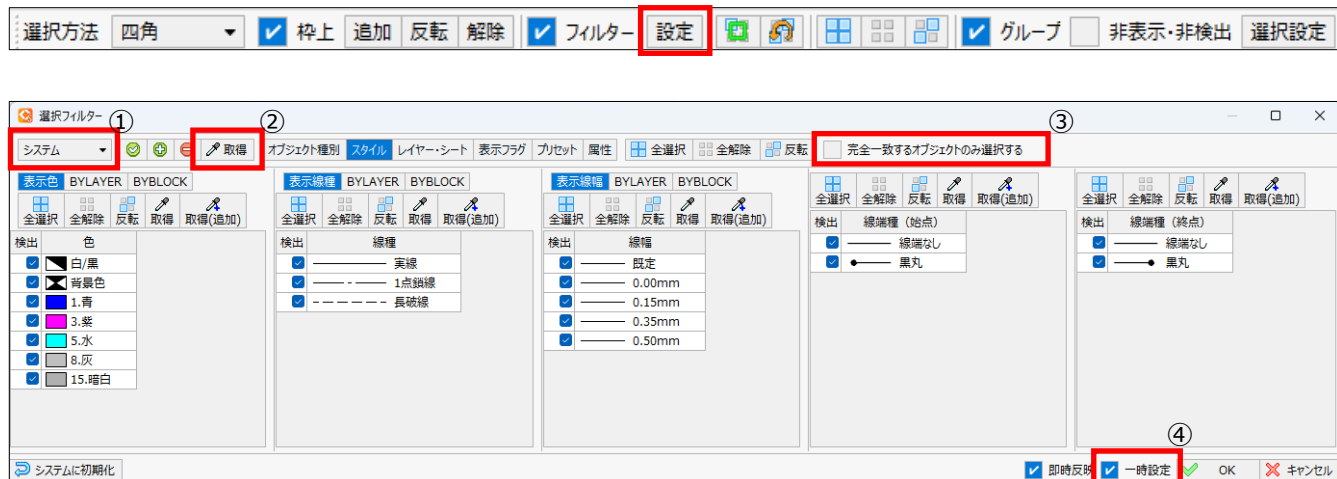 選択方法 四角 枠上 追加 反転 解除 フィルター 設定 グループ 非表示・非検出 選択設定
選択フィルター ① ② ③
システム 取得 オブジェクト種別 スタイル レイヤー・シート 表示フラグ プリセット 属性 全選択 全解除 反転 完全一致するオブジェクトのみ選択する
表示色 BYLAYER BYBLOCK 表示線種 BYLAYER BYBLOCK 表示線幅 BYLAYER BYBLOCK
全選択 全解除 反転 取得 取得(追加) 全選択 全解除 反転 取得 取得(追加) 全選択 全解除 反転 取得 取得(追加) 全選択 全解除 反転 取得 取得(追加) 全選択 全解除 反転 取得 取得(追加)
検出 色 検出 線種 検出 線幅 検出 線端種（始点） 検出 線端種（終点）
白/黒 実線 既定 線端なし 線端なし
背景色 1点鎖線 0.00mm 黒丸 黒丸
1.青 長破線 0.15mm
3.紫 0.35mm
5.水 0.50mm
8.灰
15.暗白
④
システムに初期化 即時反映 一時設定 OK キャンセル